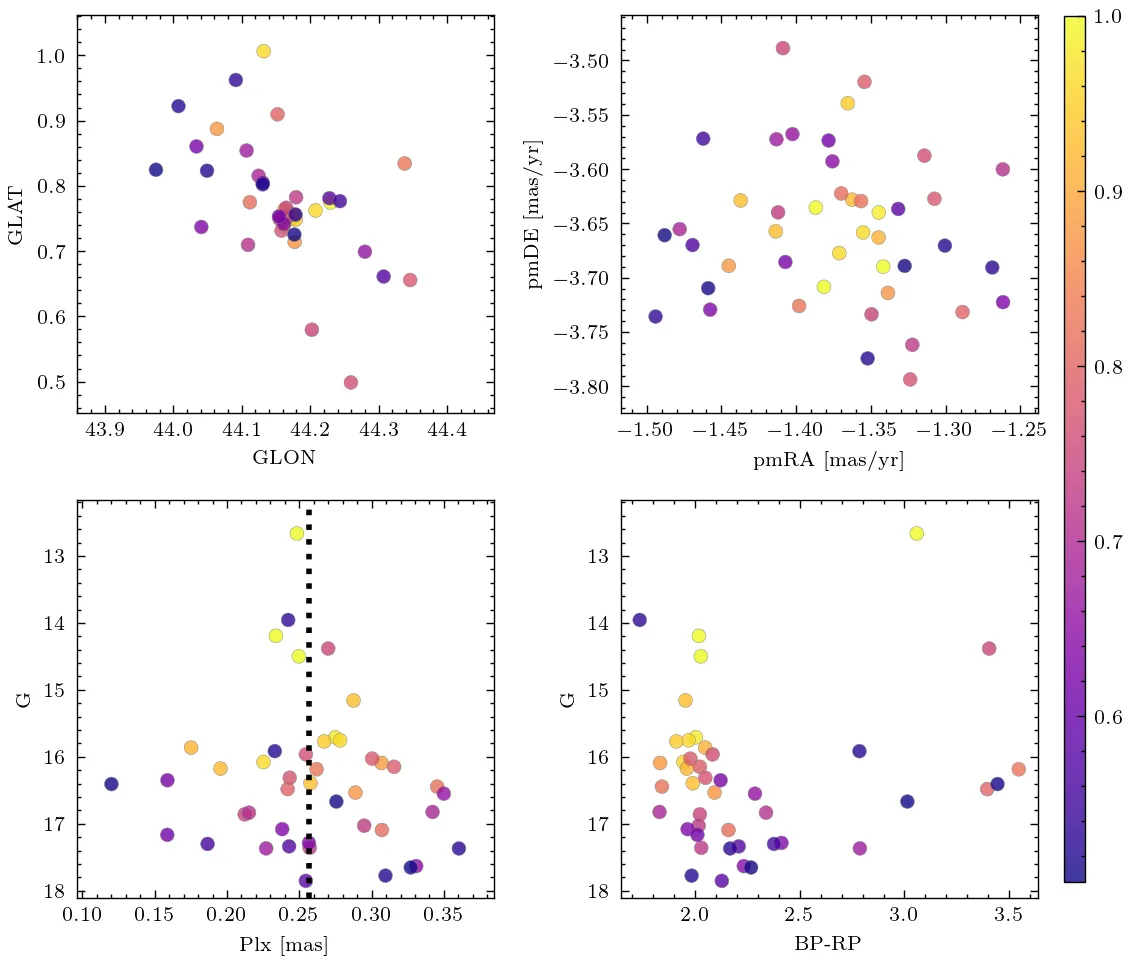 1.0
0.9
0.8
0.7
0.6
0.5
GLAT
43.9 44.0 44.1 44.2 44.3 44.4
GLON
−3.50
−3.55
−3.60
−3.65
−3.70
−3.75
−3.80
pmDE [mas/yr]
−1.50 −1.45 −1.40 −1.35 −1.30 −1.25
pmRA [mas/yr]
1.0
0.9
0.8
0.7
0.6
13
14
15
16
17
18
G
0.10 0.15 0.20 0.25 0.30 0.35
Plx [mas]
13
14
15
16
17
18
G
2.0 2.5 3.0 3.5
BP-RP